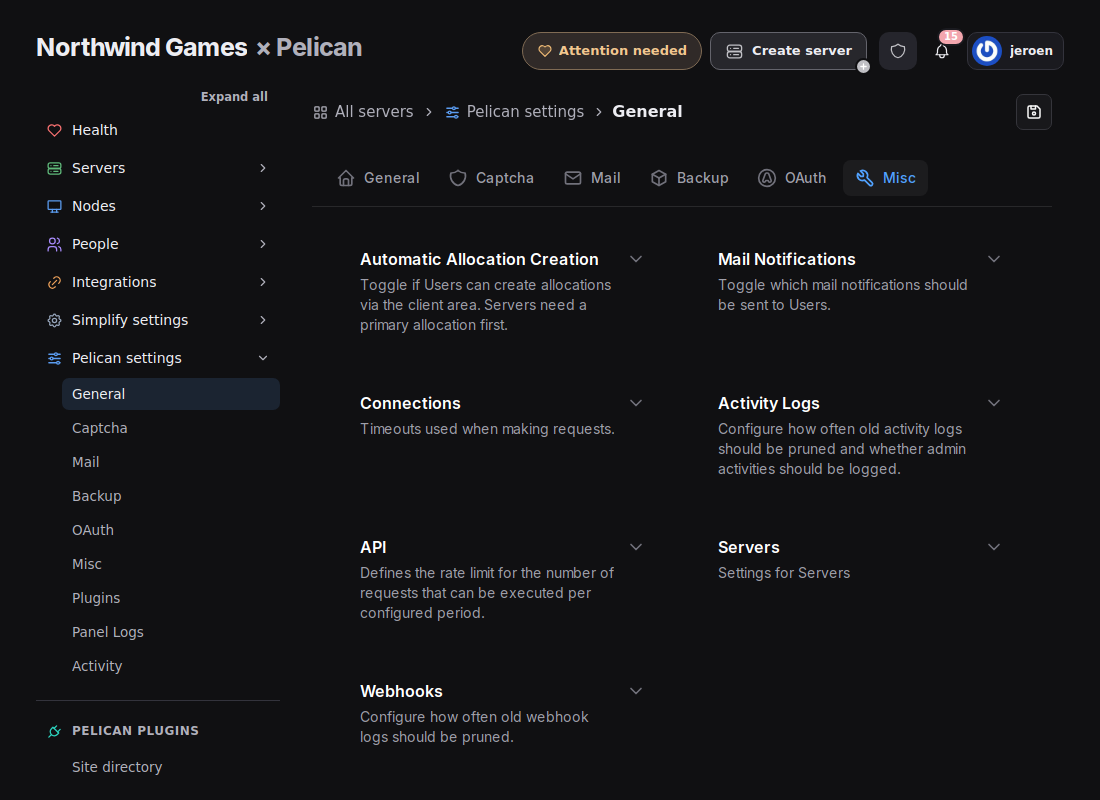 Northwind Games × Pelican
Attention needed
Create server
15
jeroen
Expand all
Health
Servers
Nodes
People
Integrations
Simplify settings
Pelican settings
General
Captcha
Mail
Backup
OAuth
Misc
Plugins
Panel Logs
Activity
PELICAN PLUGINS
Site directory
All servers > Pelican settings > General
General
Captcha
Mail
Backup
OAuth
Misc
Automatic Allocation Creation
Toggle if Users can create allocations
via the client area. Servers need a
primary allocation first.
Mail Notifications
Toggle which mail notifications should
be sent to Users.
Connections
Timeouts used when making requests.
Activity Logs
Configure how often old activity logs
should be pruned and whether admin
activities should be logged.
API
Defines the rate limit for the number of
requests that can be executed per
configured period.
Servers
Settings for Servers
Webhooks
Configure how often old webhook
logs should be pruned.